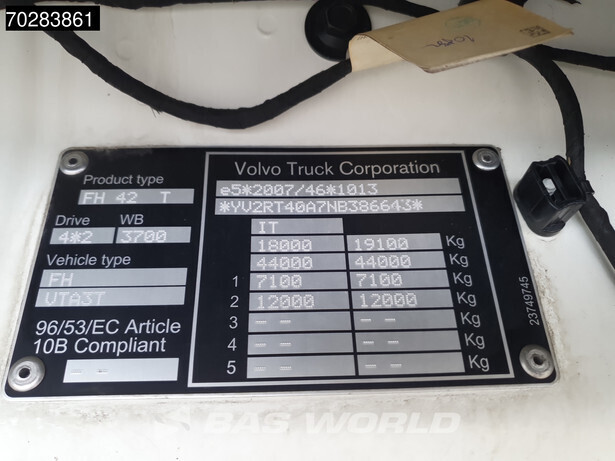 70283861
Product type
FH 42 T
Drive WB
4*2 3700
Vehicle type
FH
VTA3T
96/53/EC Article
10B Compliant
-- --
Volvo Truck Corporation
e5*2007/46*1013
*YV2RT40A7NB386643*
IT
18000 19100 Kg
44000 44000 Kg
1 7100 7100 Kg
2 12000 12000 Kg
3 -- -- -- -- Kg
4 -- -- -- -- Kg
5 -- -- -- -- Kg
23749745
BAS WORLD